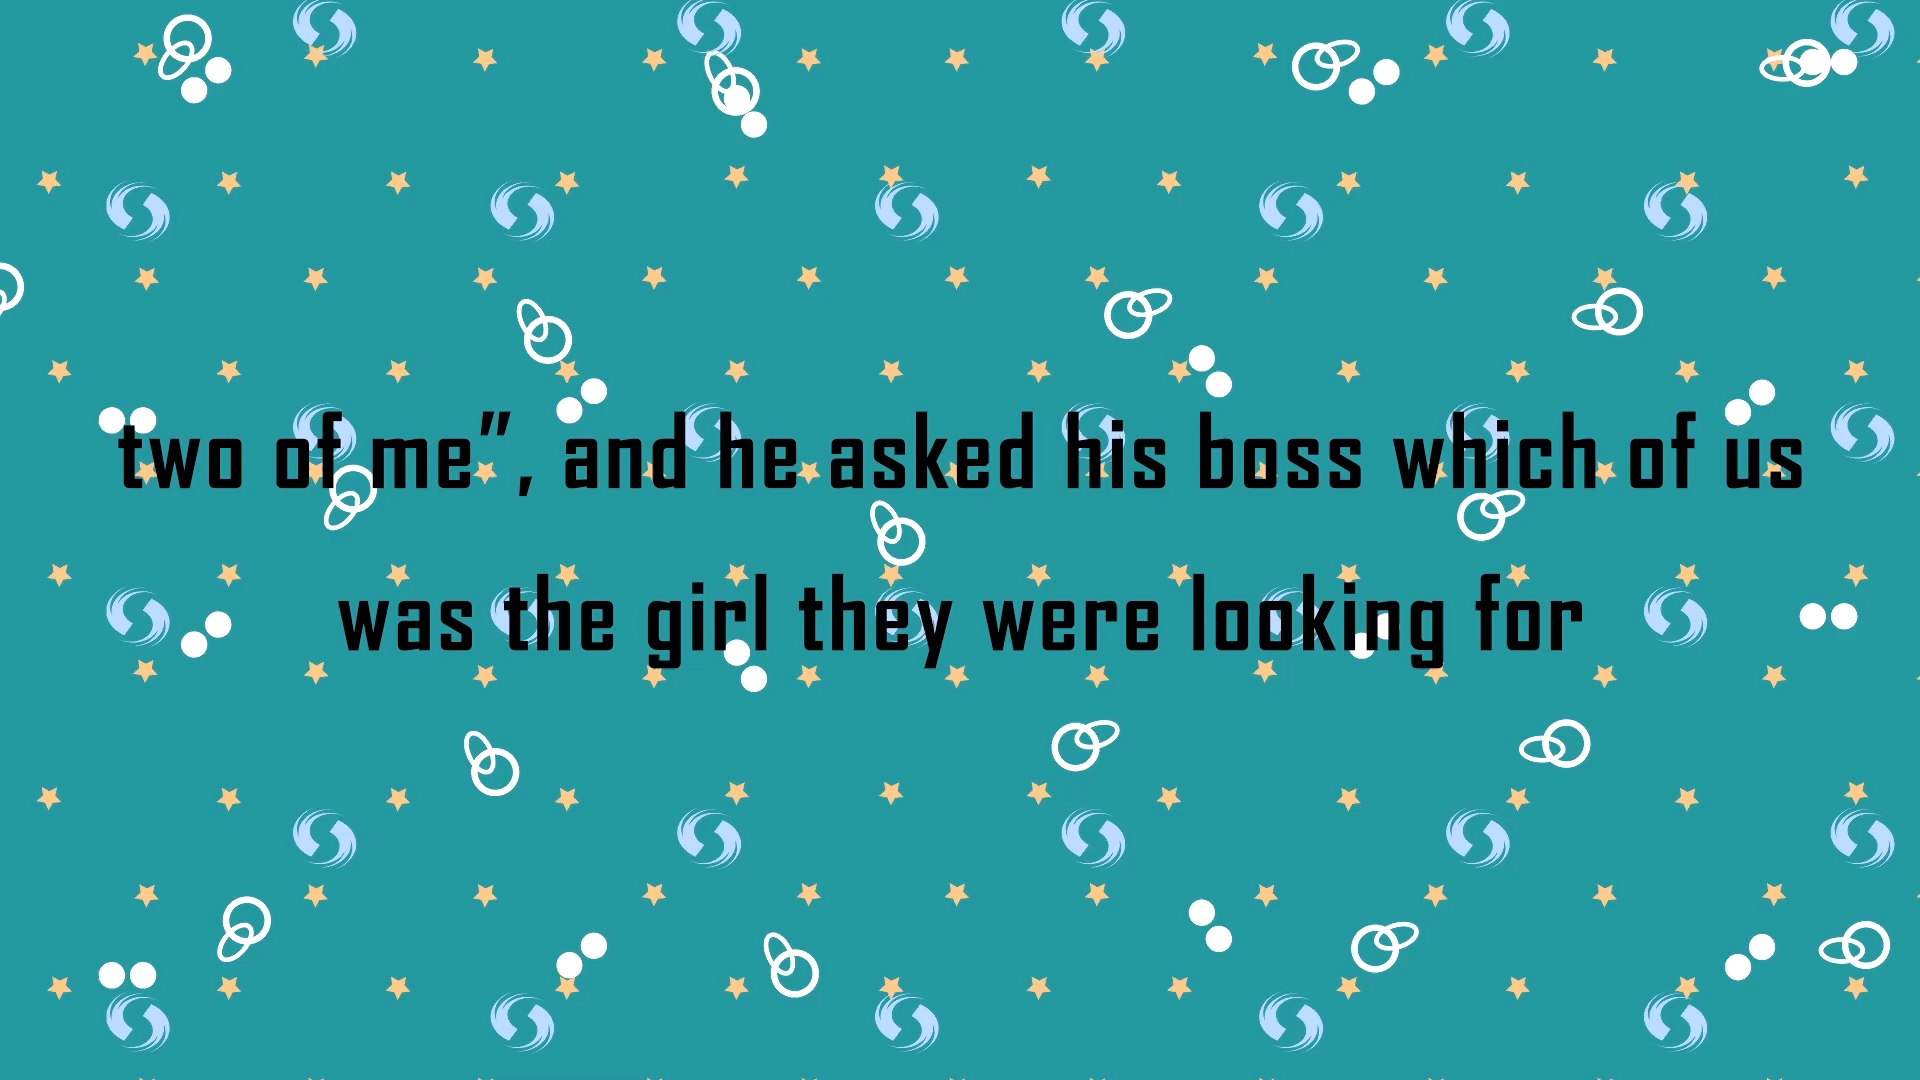 two of me”, and he asked his boss which of us
was the girl they were looking for